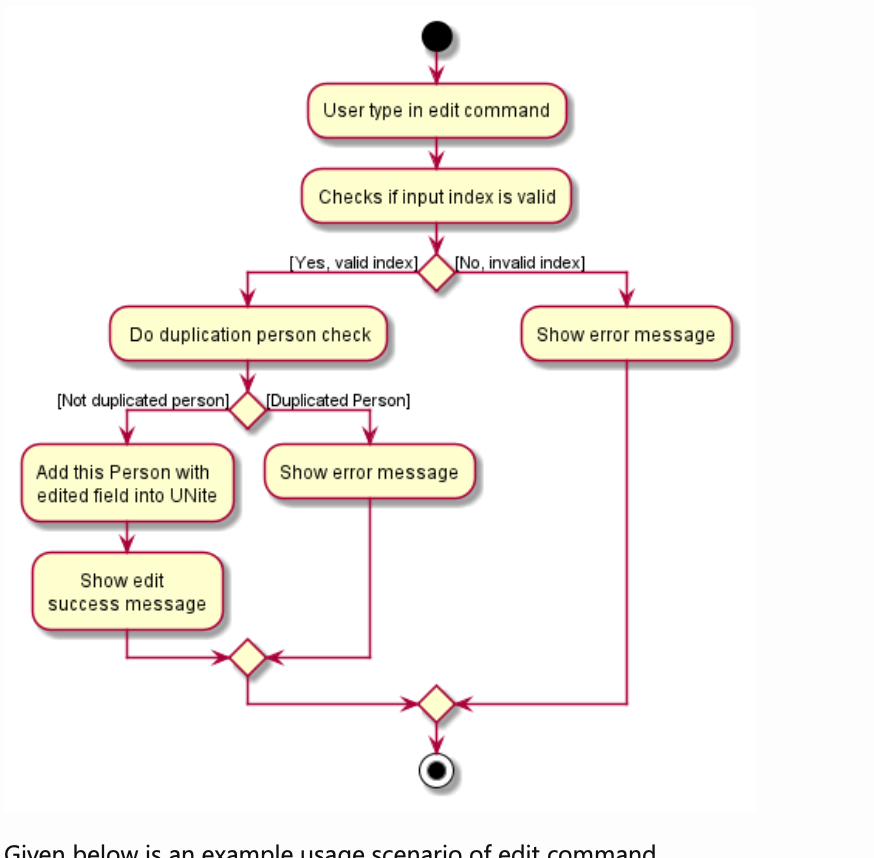 User type in edit command
Checks if input index is valid
[Yes, valid index]
[No, invalid index]
Do duplication person check
Show error message
[Not duplicated person]
[Duplicated Person]
Add this Person with
edited field into UNite
Show error message
Show edit
success message
Given below is an example usage scenario of edit command